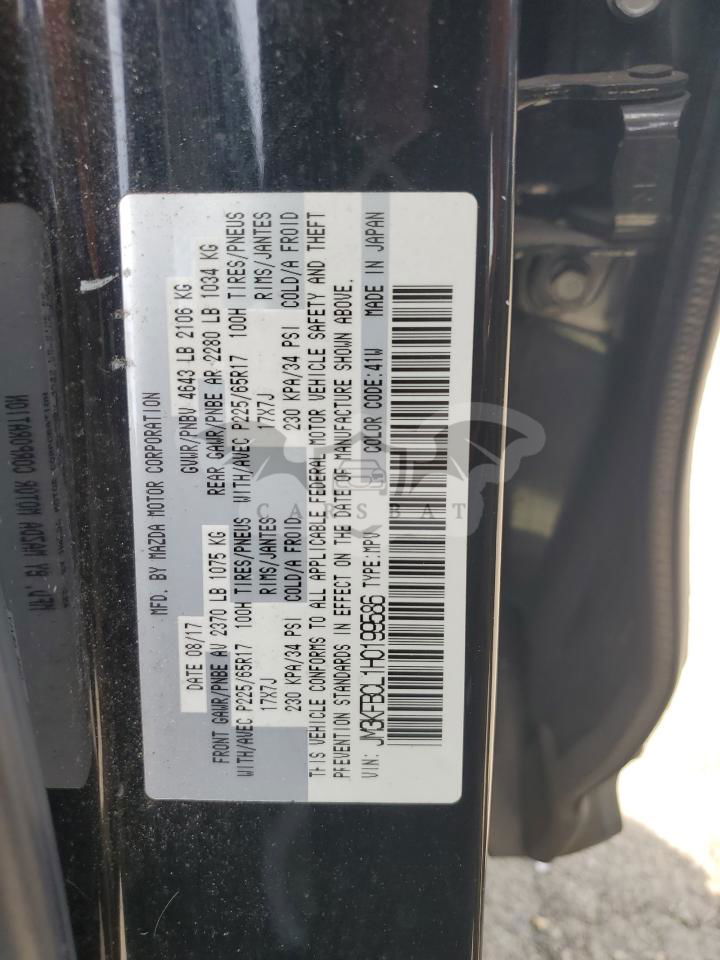 MFD. BY MAZDA MOTOR CORPORATION
DATE 08/17 GVWR/PNBV 4643 LB 2106 KG
FRONT GAWR/PNBE AV 2370 LB 1075 KG REAR GAWR/PNBE AR 2280 LB 1034 KG
WITH/AVEC P225/65R17 100H TIRES/PNEUS WITH/AVEC P225/65R17 100H TIRES/PNEUS
17X7J RIMS/JANTES 17X7J RIMS/JANTES
230 KPA/34 PSI COLD/A FROID 230 KPA/34 PSI COLD/A FROID
THIS VEHICLE CONFORMS TO ALL APPLICABLE FEDERAL MOTOR VEHICLE SAFETY AND THEFT
PREVENTION STANDARDS IN EFFECT ON THE DATE OF MANUFACTURE SHOWN ABOVE.
VIN: JM3KFBCL1H0199586 TYPE: MPV COLOR CODE: 41W MADE IN JAPAN
CARSBAT